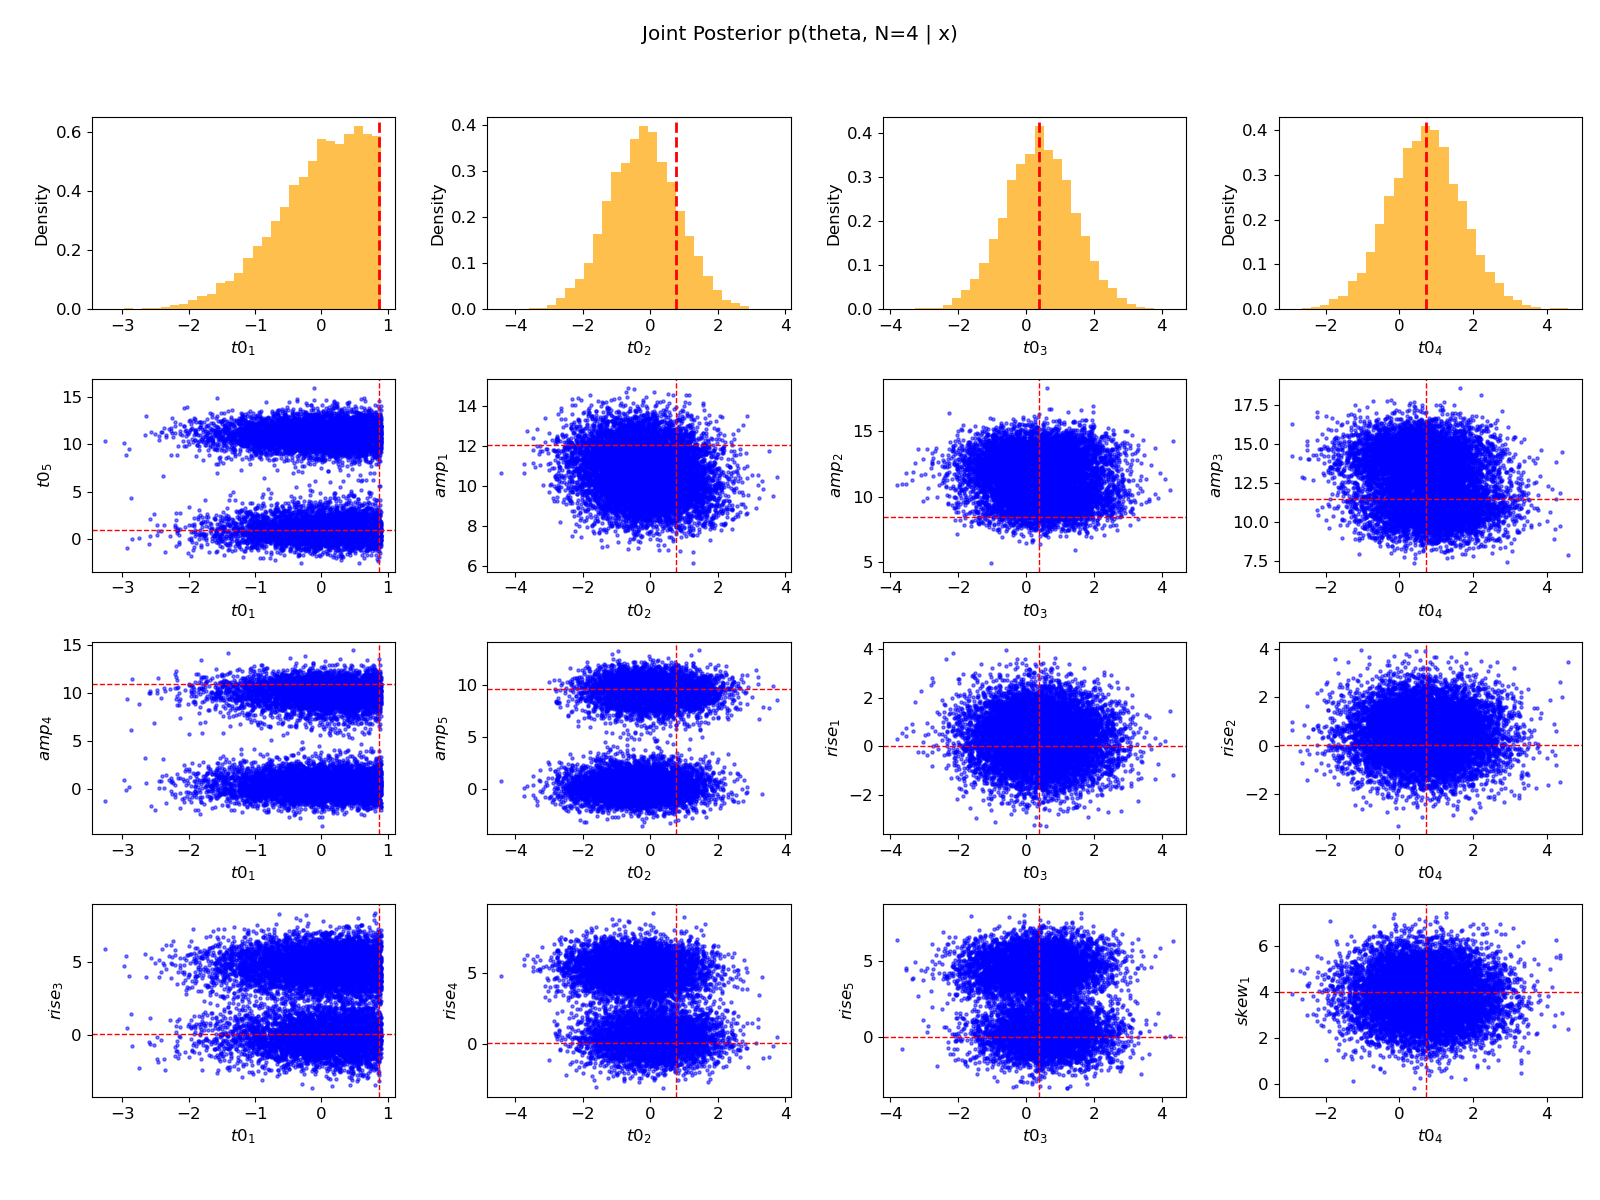 Joint Posterior p(theta, N=4 | x)
Density
0.0 0.2 0.4 0.6
−3 −2 −1 0 1
t0₁
Density
0.0 0.1 0.2 0.3 0.4
−4 −2 0 2 4
t0₂
Density
0.0 0.1 0.2 0.3 0.4
−4 −2 0 2 4
t0₃
Density
0.0 0.1 0.2 0.3 0.4
−2 0 2 4
t0₄
t0₅
0 5 10 15
−3 −2 −1 0 1
t0₁
amp₁
6 8 10 12 14
−4 −2 0 2 4
t0₂
amp₂
5 10 15
−4 −2 0 2 4
t0₃
amp₃
7.5 10.0 12.5 15.0 17.5
−2 0 2 4
t0₄
amp₄
0 5 10 15
−3 −2 −1 0 1
t0₁
amp₅
0 5 10
−4 −2 0 2 4
t0₂
rise₁
−2 0 2 4
−4 −2 0 2 4
t0₃
rise₂
−2 0 2 4
−2 0 2 4
t0₄
rise₃
0 5
−3 −2 −1 0 1
t0₁
rise₄
0 5
−4 −2 0 2 4
t0₂
rise₅
0 5
−4 −2 0 2 4
t0₃
skew₁
0 2 4 6
−2 0 2 4
t0₄